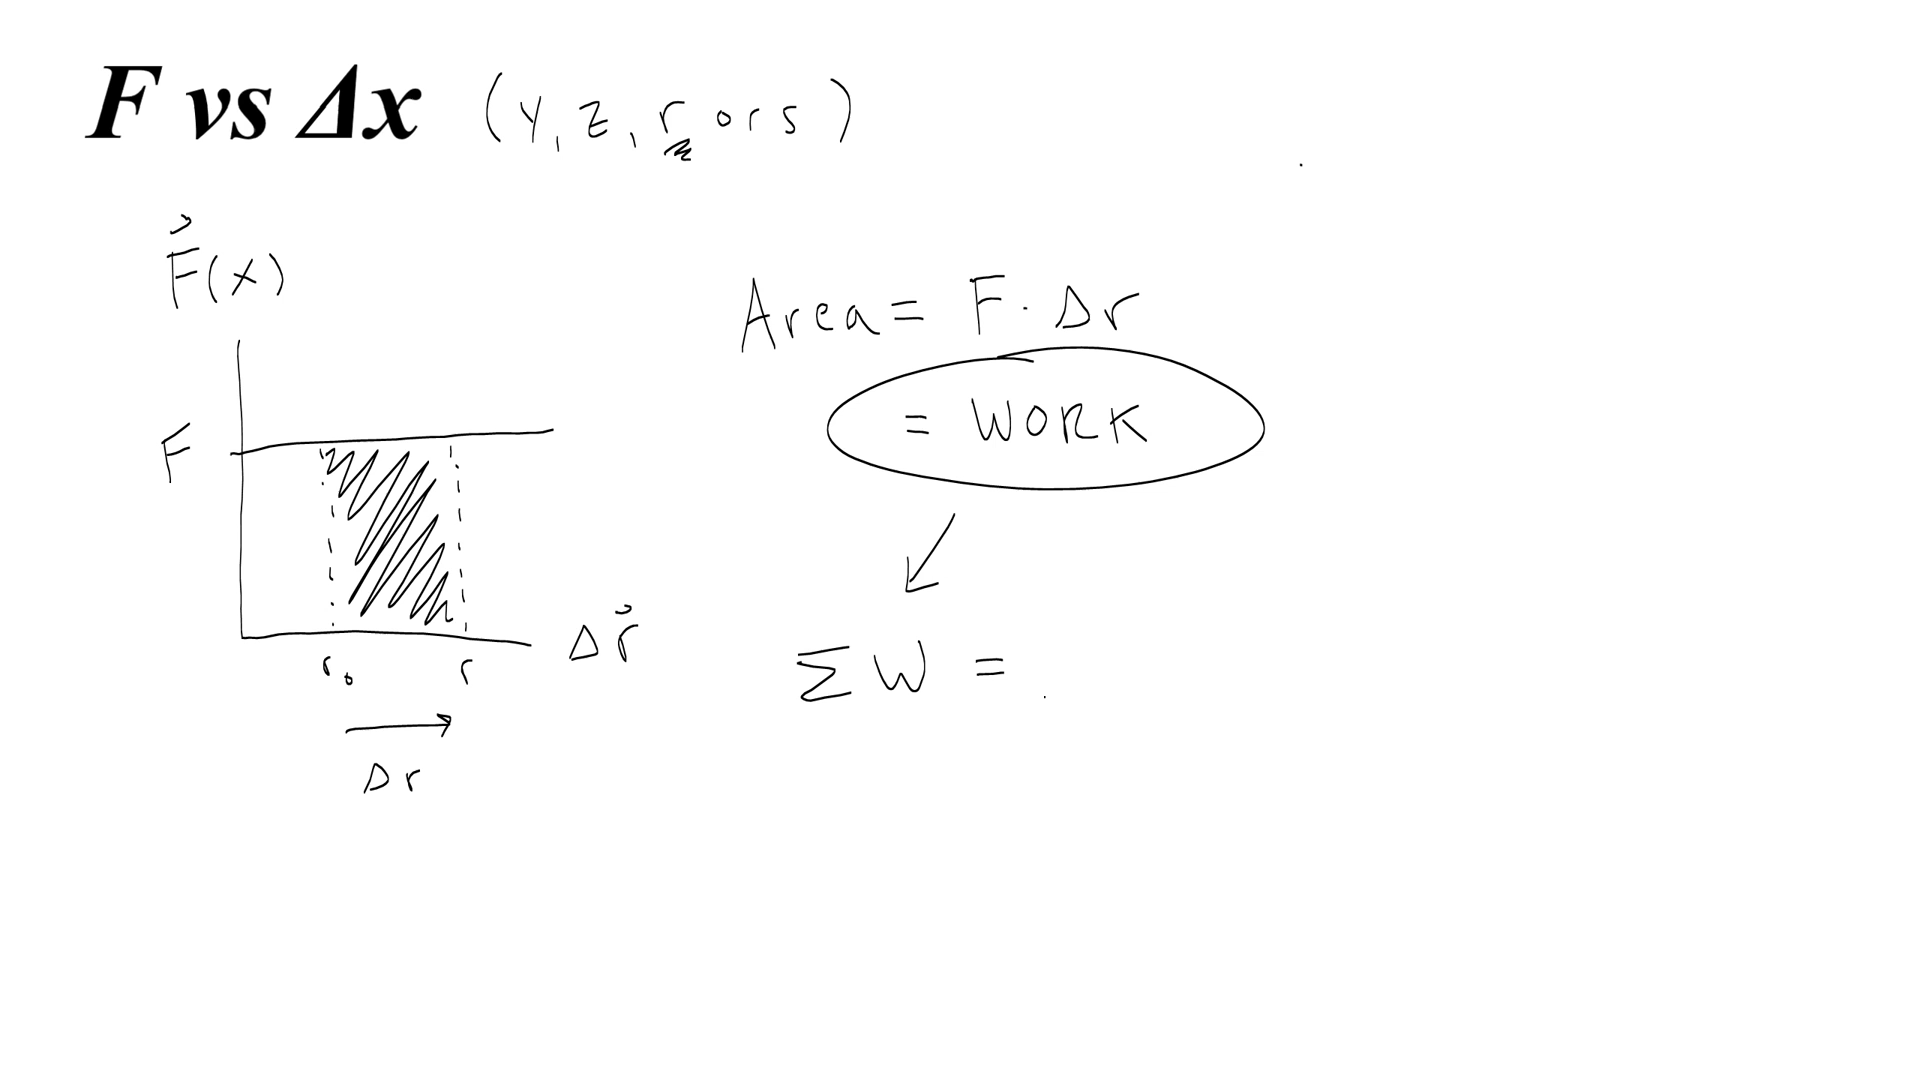 F vs Δx (y, z, r or s)
F⃗(x)
Area = F · Δr
= WORK
F
ΣW =
Δr⃗
r₀ r
Δr